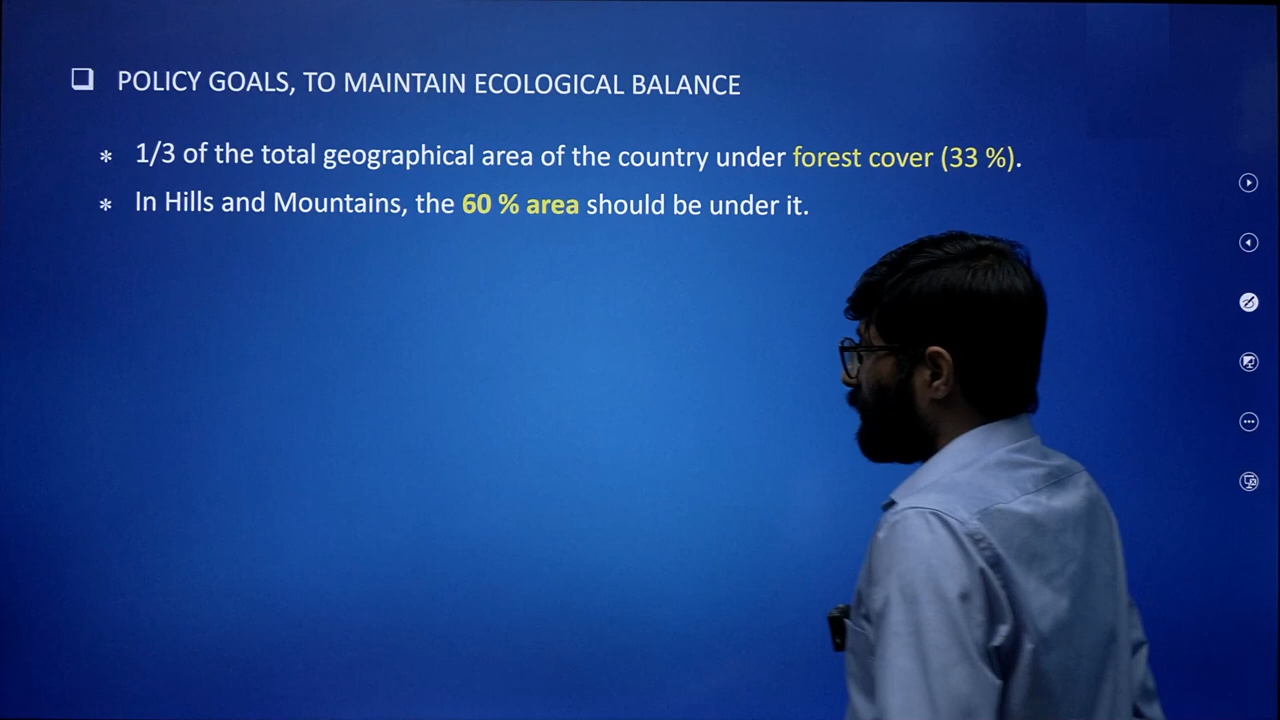 ❑ POLICY GOALS, TO MAINTAIN ECOLOGICAL BALANCE
* 1/3 of the total geographical area of the country under forest cover (33 %).
* In Hills and Mountains, the 60 % area should be under it.